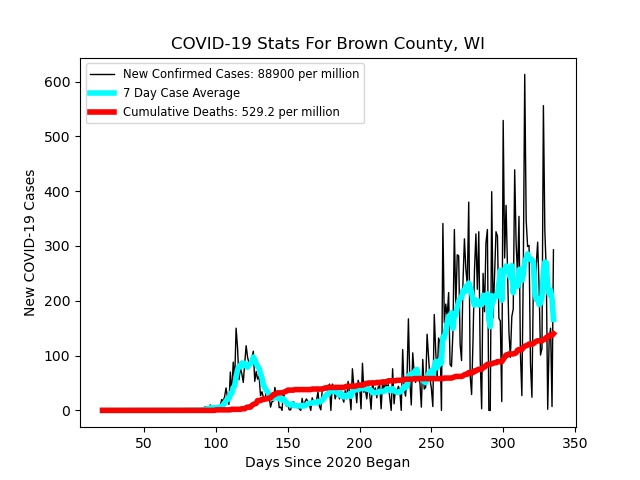 COVID-19 Stats For Brown County, WI
New Confirmed Cases: 88900 per million
7 Day Case Average
Cumulative Deaths: 529.2 per million
New COVID-19 Cases
600
500
400
300
200
100
0
50 100 150 200 250 300 350
Days Since 2020 Began